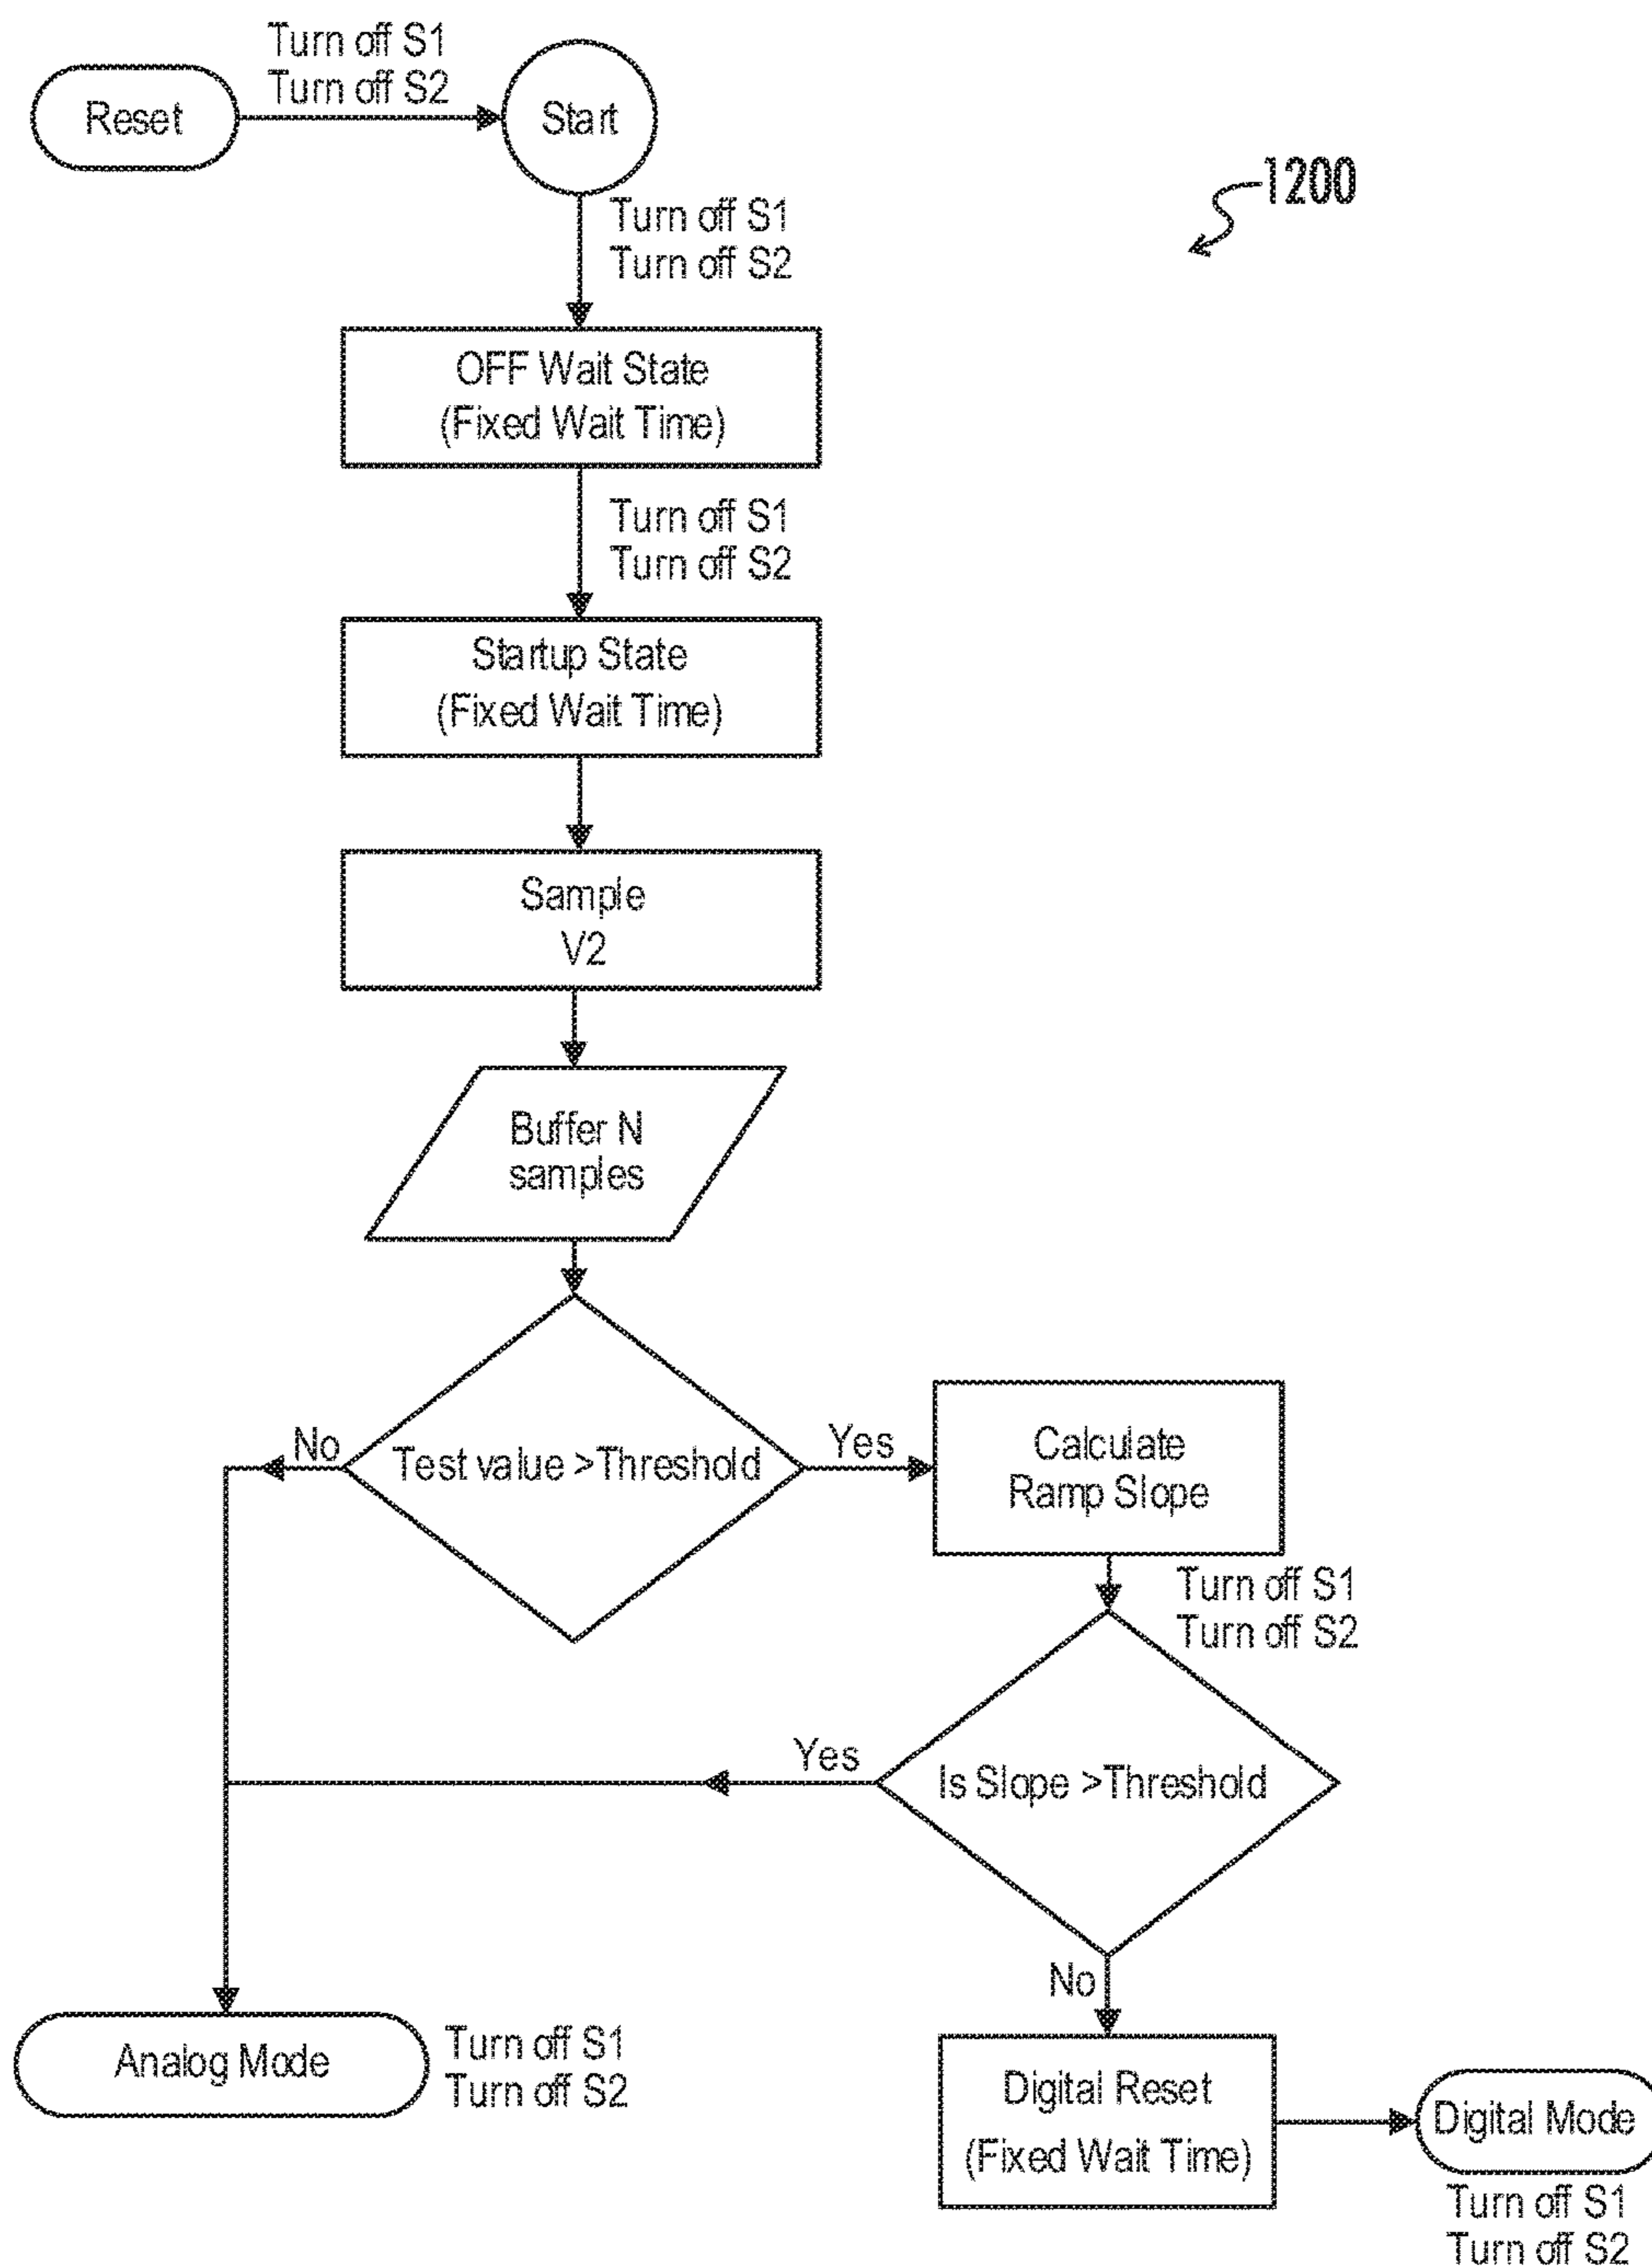 Turn off S1
Turn off S2
Reset
Start
1200
Turn off S1
Turn off S2
OFF Wait State
(Fixed Wait Time)
Turn off S1
Turn off S2
Startup State
(Fixed Wait Time)
Sample
V2
Buffer N
samples
No
Test value >Threshold
Yes
Calculate
Ramp Slope
Turn off S1
Turn off S2
Yes
Is Slope >Threshold
No
Analog Mode
Turn off S1
Turn off S2
Digital Reset
(Fixed Wait Time)
Digital Mode
Turn off S1
Turn off S2